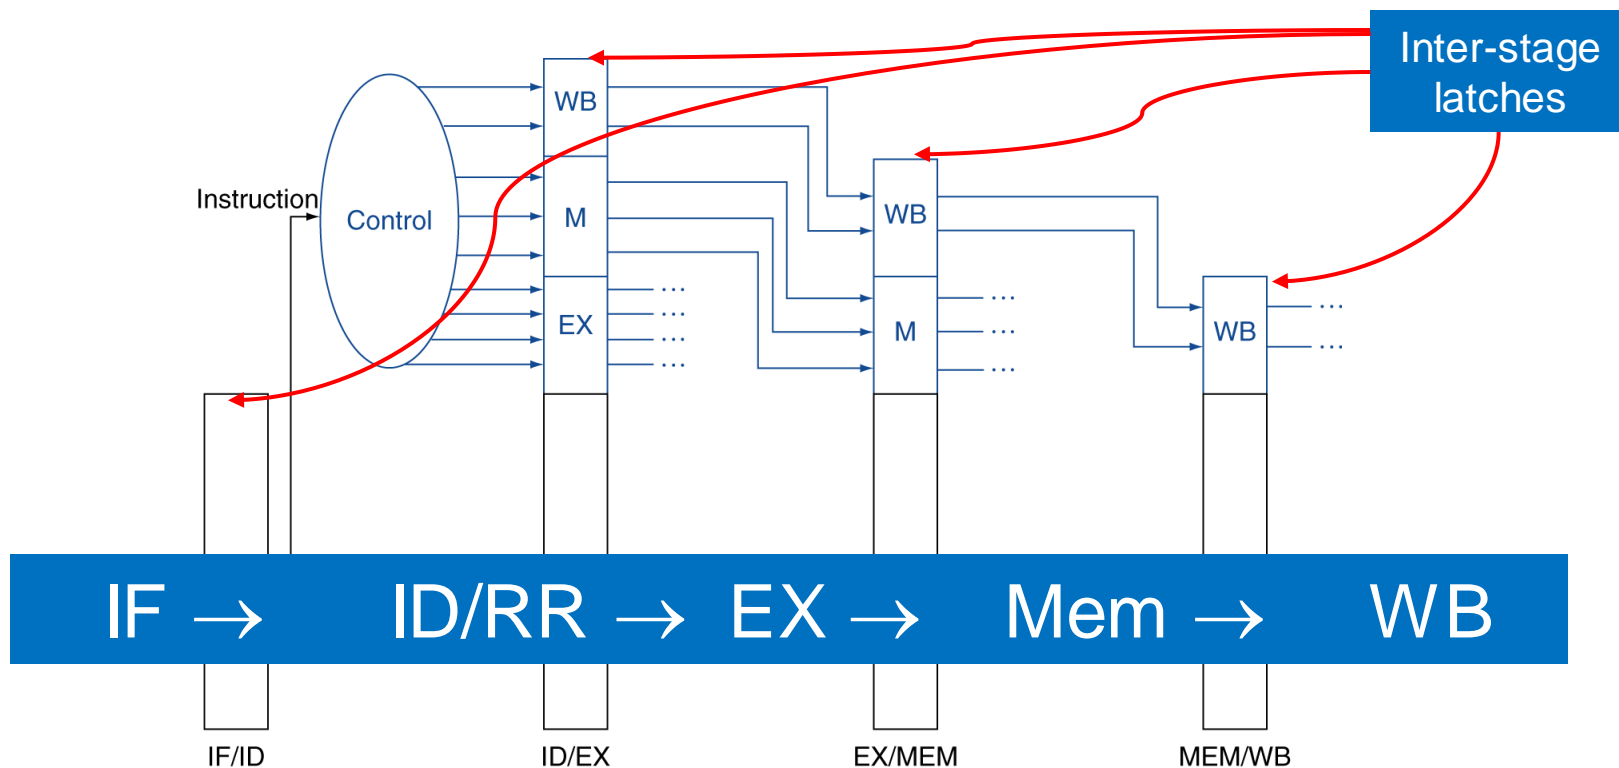 Inter-stage
latches
WB
Instruction
Control
M
WB
EX
...
...
...
...
M
...
...
...
WB
...
...
IF → ID/RR → EX → Mem → WB
IF/ID
ID/EX
EX/MEM
MEM/WB